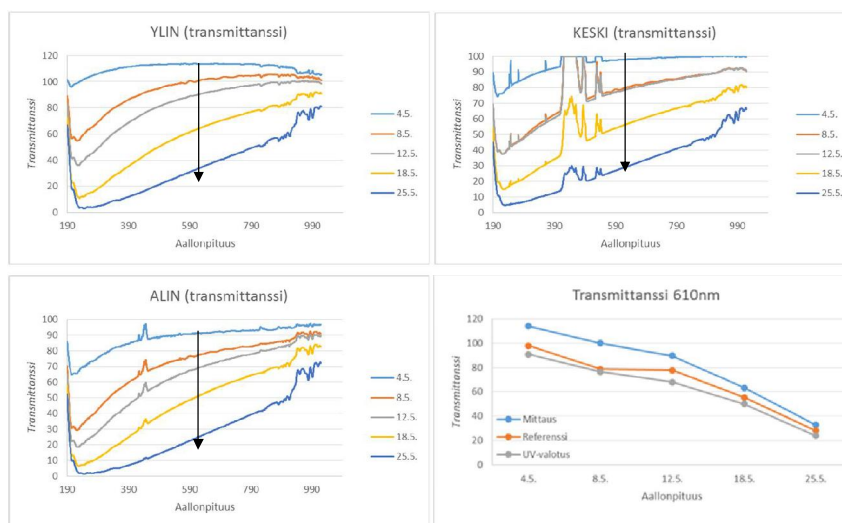 YLIN (transmittanssi)
120
100
80
60
40
20
0
Transmittanssi
190 390 590 790 990
Aallonpituus
4.5.
8.5.
12.5.
18.5.
25.5.
KESKI (transmittanssi)
100
90
80
70
60
50
40
30
20
10
0
Transmittanssi
190 390 590 790 990
Aallonpituus
4.5.
8.5.
12.5.
18.5.
25.5.
ALIN (transmittanssi)
100
90
80
70
60
50
40
30
20
10
0
Transmittanssi
190 390 590 790 990
Aallonpituus
4.5.
8.5.
12.5.
18.5.
25.5.
Transmittanssi 610nm
120
100
80
60
40
20
0
Transmittanssi
Mittaus
Referenssi
UV-valotus
4.5. 8.5. 12.5. 18.5. 25.5.
Aallonpituus